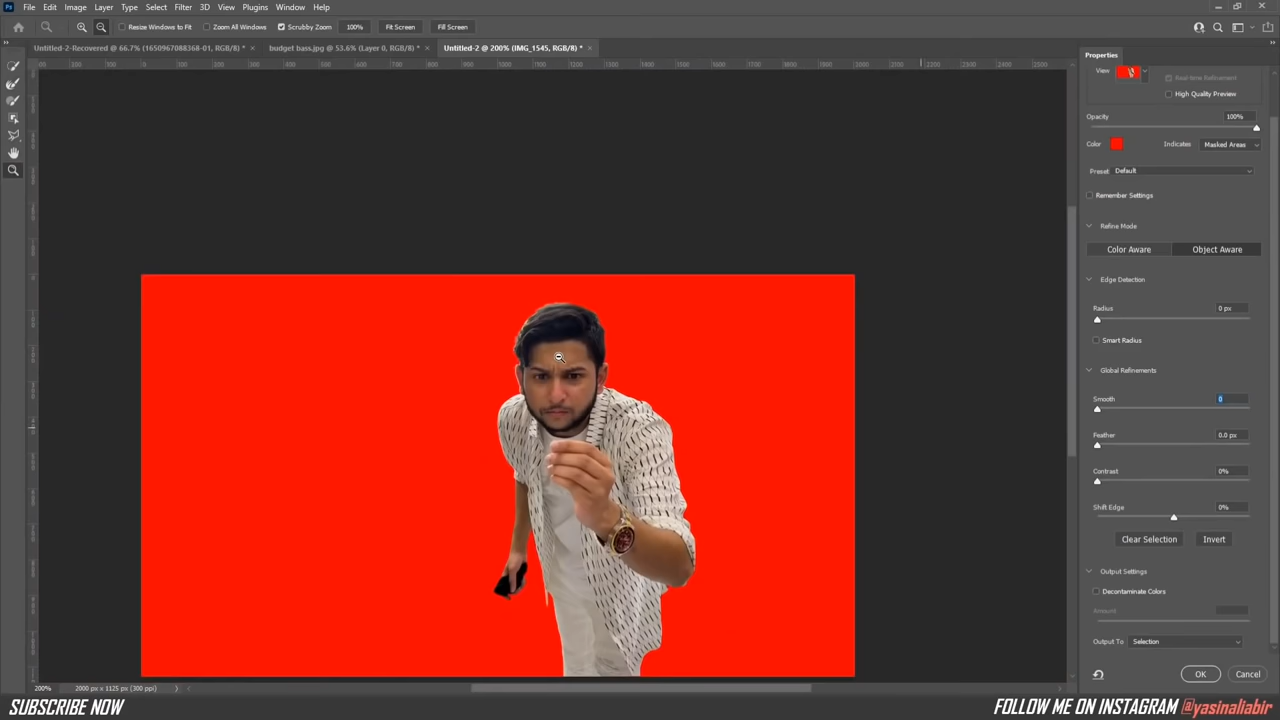 Ps File Edit Image Layer Type Select Filter 3D View Plugins Window Help
Resize Windows to Fit Zoom All Windows Scrubby Zoom 100% Fit Screen Fill Screen
Untitled-2-Recovered @ 66.7% (1650967088368-01, RGB/8) * × budget bass.jpg @ 53.6% (Layer 0, RGB/8) * × Untitled-2 @ 200% (IMG_1545, RGB/8) * ×
Properties
View
Real-time Refinement
High Quality Preview
Opacity 100%
Color Indicates Masked Areas
Preset: Default
Remember Settings
Refine Mode
Color Aware Object Aware
Edge Detection
Radius 0 px
Smart Radius
Global Refinements
Smooth 0
Feather 0.0 px
Contrast 0%
Shift Edge 0%
Clear Selection Invert
Output Settings
Decontaminate Colors
Amount
Output To Selection
OK Cancel
200% 2000 px x 1125 px (300 ppi)
SUBSCRIBE NOW
FOLLOW ME ON INSTAGRAM @yasinaliabir